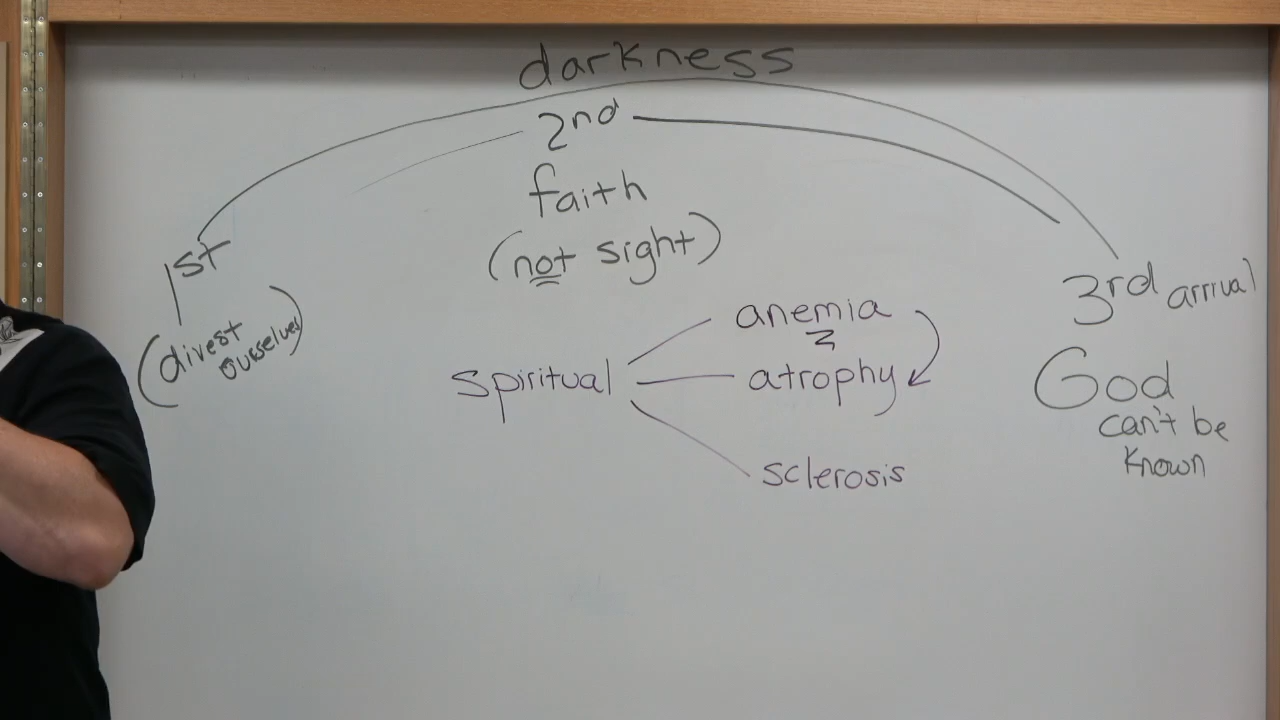 darkness
2nd
faith
(not sight)
1st
(divest
ourselves)
3rd arrival
God
can't be
known
spiritual
anemia
atrophy
sclerosis